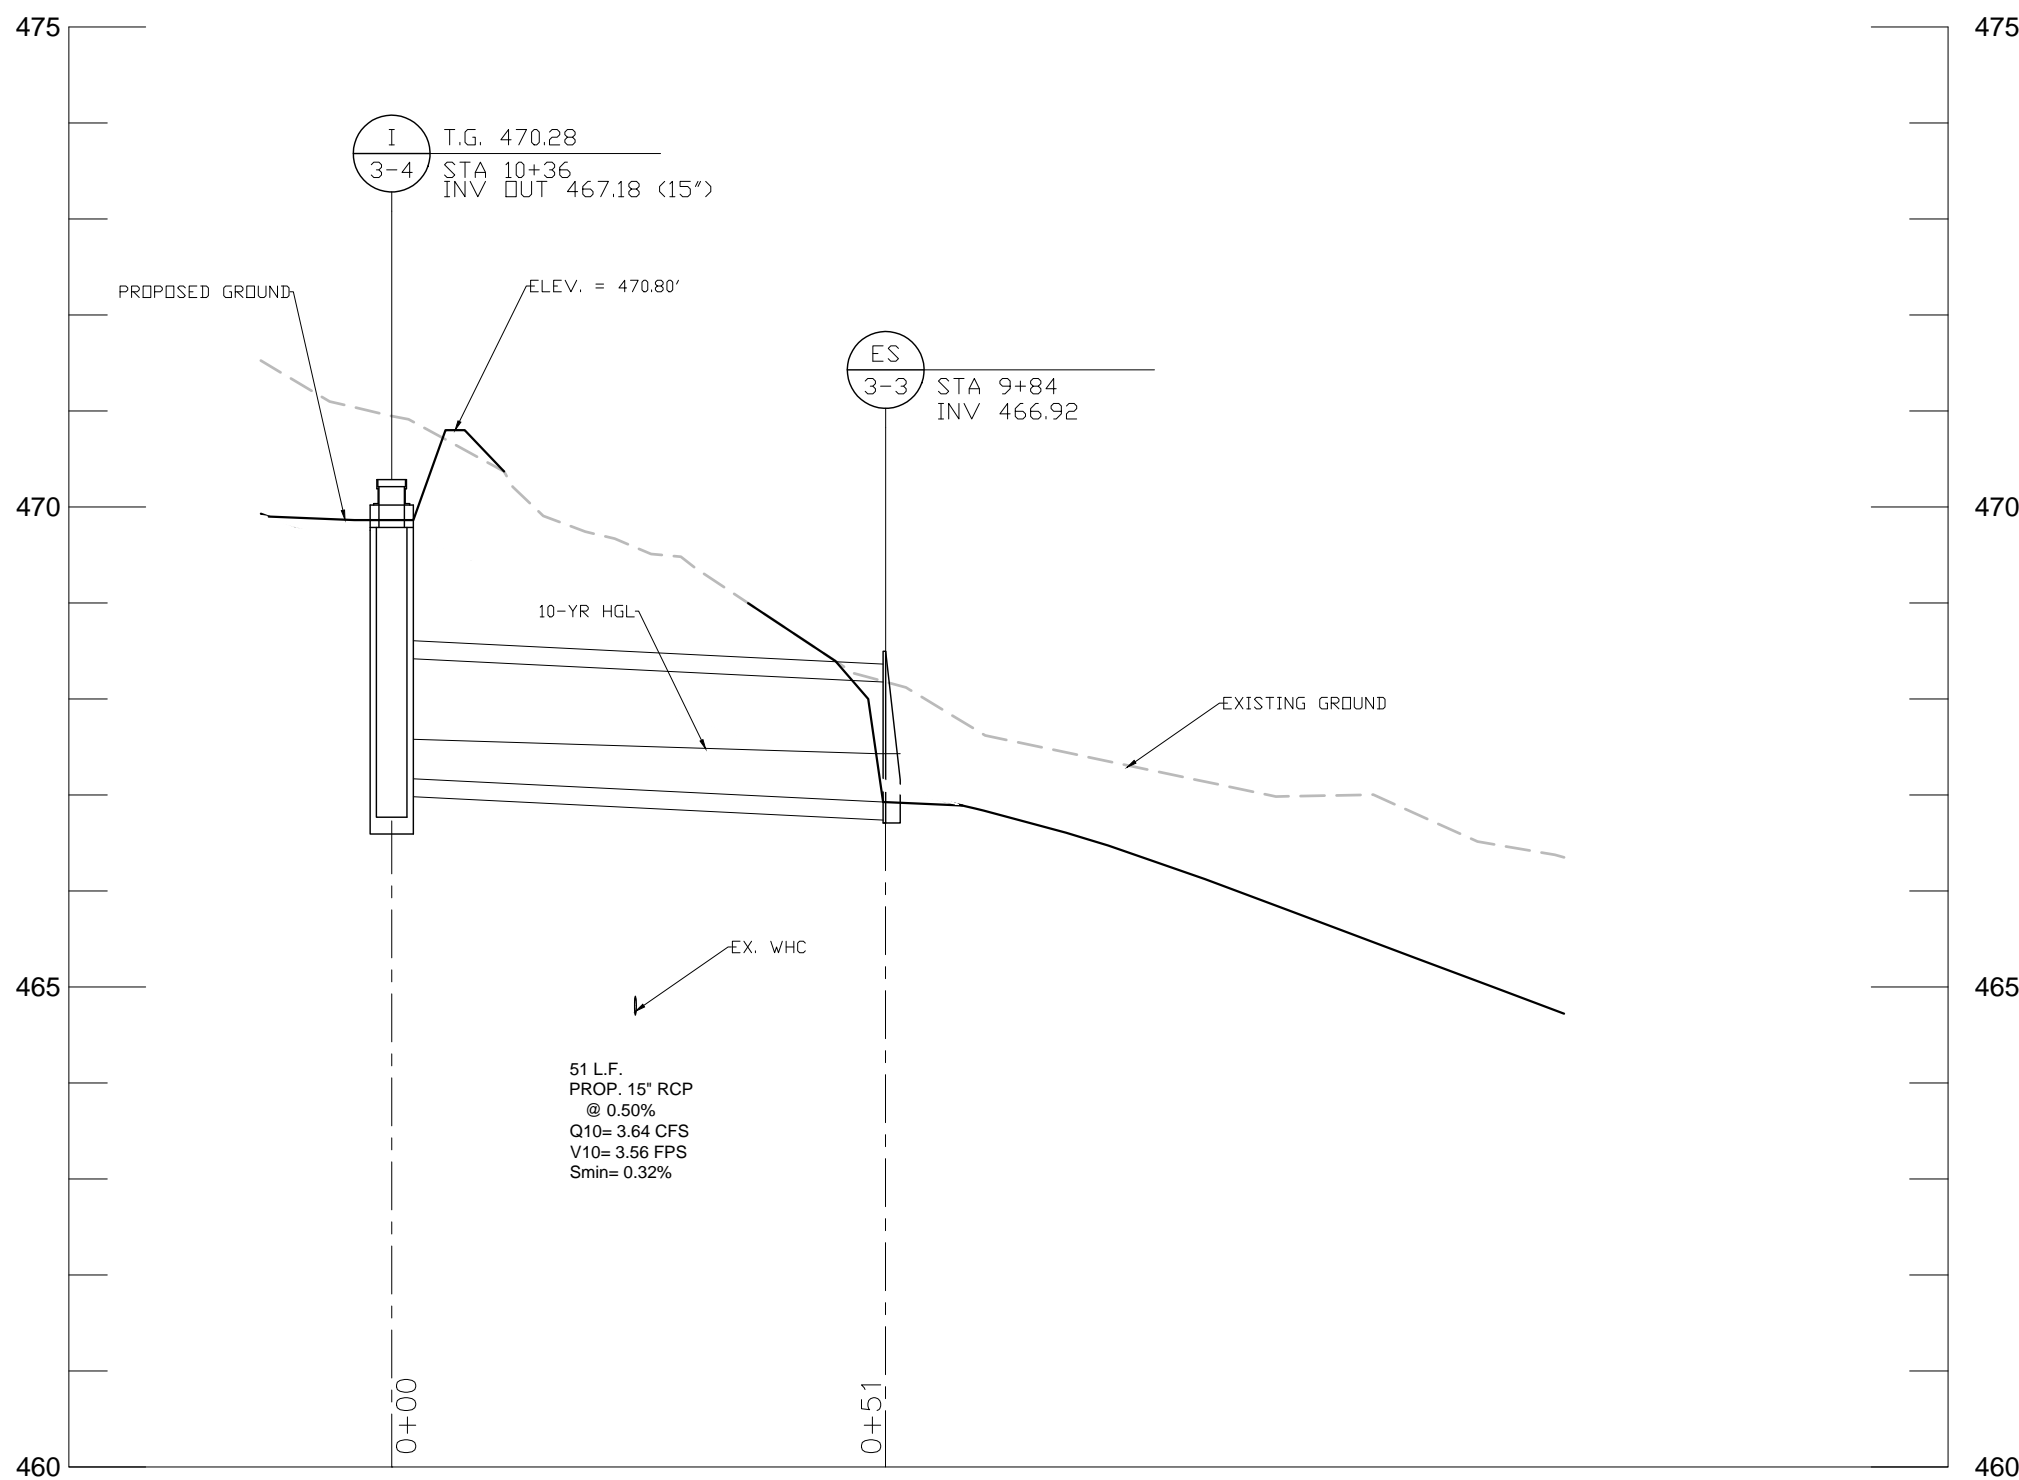 475
475
I
T.G. 470.28
3-4
STA 10+36
INV OUT 467.18 (15")
PROPOSED GROUND
ELEV. = 470.80'
ES
3-3
STA 9+84
INV 466.92
470
470
10-YR HGL
EXISTING GROUND
EX. WHC
465
465
51 L.F.
PROP. 15" RCP
@ 0.50%
Q10= 3.64 CFS
V10= 3.56 FPS
Smin= 0.32%
0+00
0+51
460
460